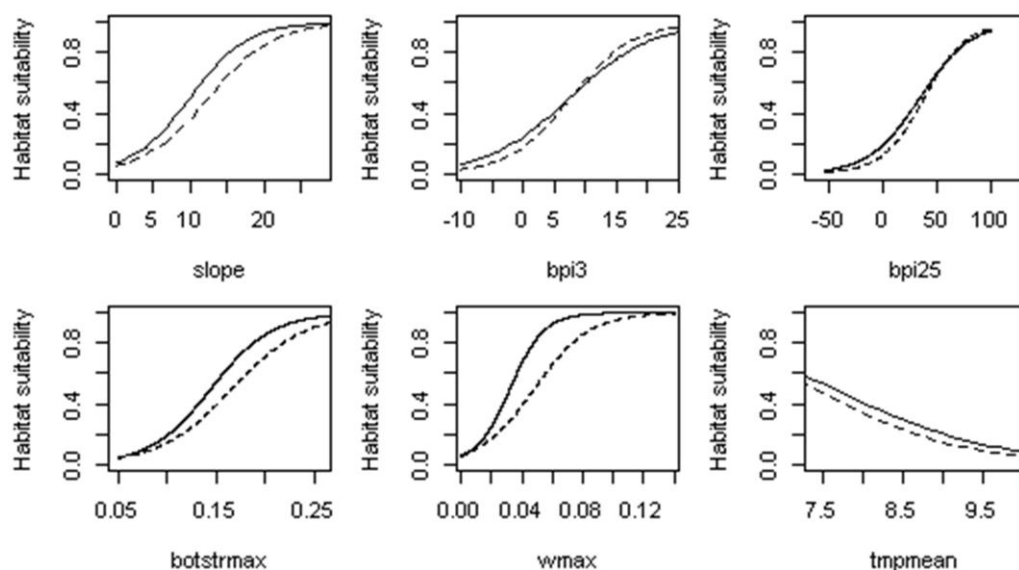 Habitat suitability
0.0 0.4 0.8
0 5 10 20
slope
Habitat suitability
0.0 0.4 0.8
-10 0 5 15 25
bpi3
Habitat suitability
0.0 0.4 0.8
-50 0 50 100
bpi25
Habitat suitability
0.0 0.4 0.8
0.05 0.15 0.25
botstrmax
Habitat suitability
0.0 0.4 0.8
0.00 0.04 0.08 0.12
wmax
Habitat suitability
0.0 0.4 0.8
7.5 8.5 9.5
tmpmean